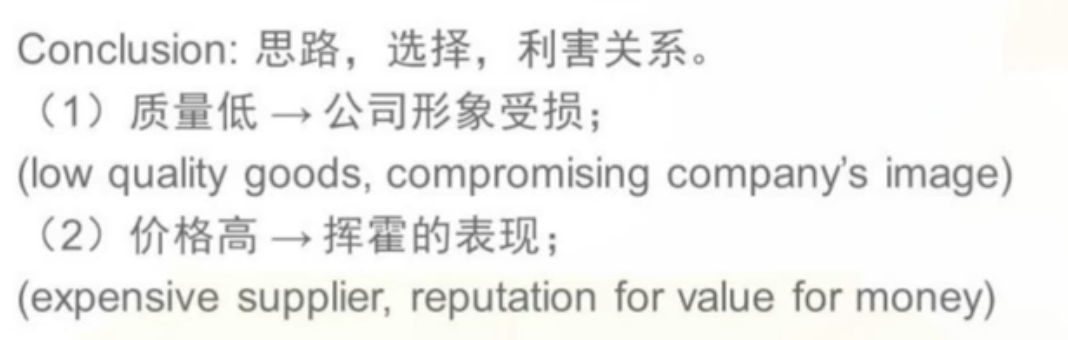 Conclusion: 思路，选择，利害关系。
（1）质量低 → 公司形象受损；
(low quality goods, compromising company's image)
（2）价格高 → 挥霍的表现；
(expensive supplier, reputation for value for money)